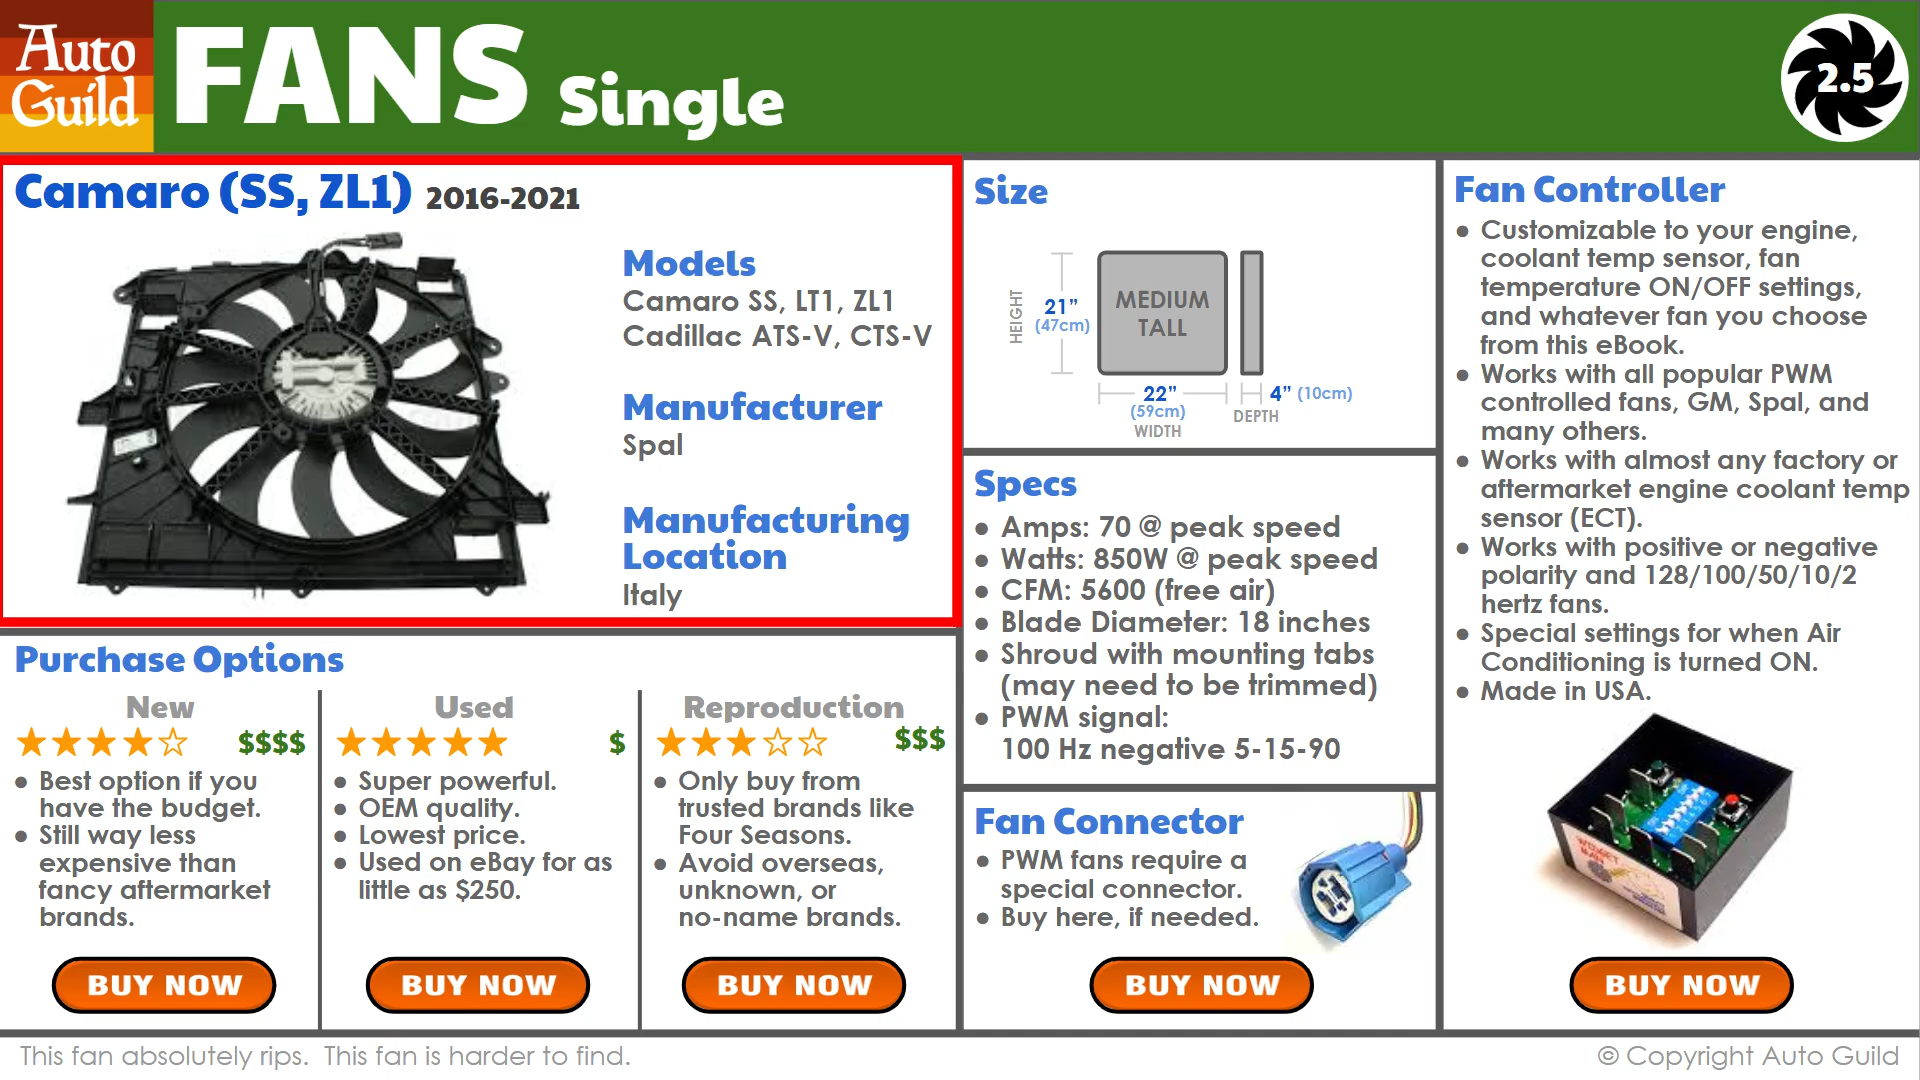 Auto
Guild
FANS Single
2.5
Camaro (SS, ZL1) 2016-2021
Models
Camaro SS, LT1, ZL1
Cadillac ATS-V, CTS-V
Manufacturer
Spal
Manufacturing
Location
Italy
Size
HEIGHT
21”
(47cm)
MEDIUM
TALL
22”
(59cm)
WIDTH
4” (10cm)
DEPTH
Specs
● Amps: 70 @ peak speed
● Watts: 850W @ peak speed
● CFM: 5600 (free air)
● Blade Diameter: 18 inches
● Shroud with mounting tabs
(may need to be trimmed)
● PWM signal:
100 Hz negative 5-15-90
Fan Connector
● PWM fans require a
special connector.
● Buy here, if needed.
BUY NOW
Fan Controller
● Customizable to your engine,
coolant temp sensor, fan
temperature ON/OFF settings,
and whatever fan you choose
from this eBook.
● Works with all popular PWM
controlled fans, GM, Spal, and
many others.
● Works with almost any factory or
aftermarket engine coolant temp
sensor (ECT).
● Works with positive or negative
polarity and 128/100/50/10/2
hertz fans.
● Special settings for when Air
Conditioning is turned ON.
● Made in USA.
BUY NOW
Purchase Options
New
$$$$
● Best option if you
have the budget.
● Still way less
expensive than
fancy aftermarket
brands.
BUY NOW
Used
$
● Super powerful.
● OEM quality.
● Lowest price.
● Used on eBay for as
little as $250.
BUY NOW
Reproduction
$$$
● Only buy from
trusted brands like
Four Seasons.
● Avoid overseas,
unknown, or
no-name brands.
BUY NOW
This fan absolutely rips. This fan is harder to find.
© Copyright Auto Guild